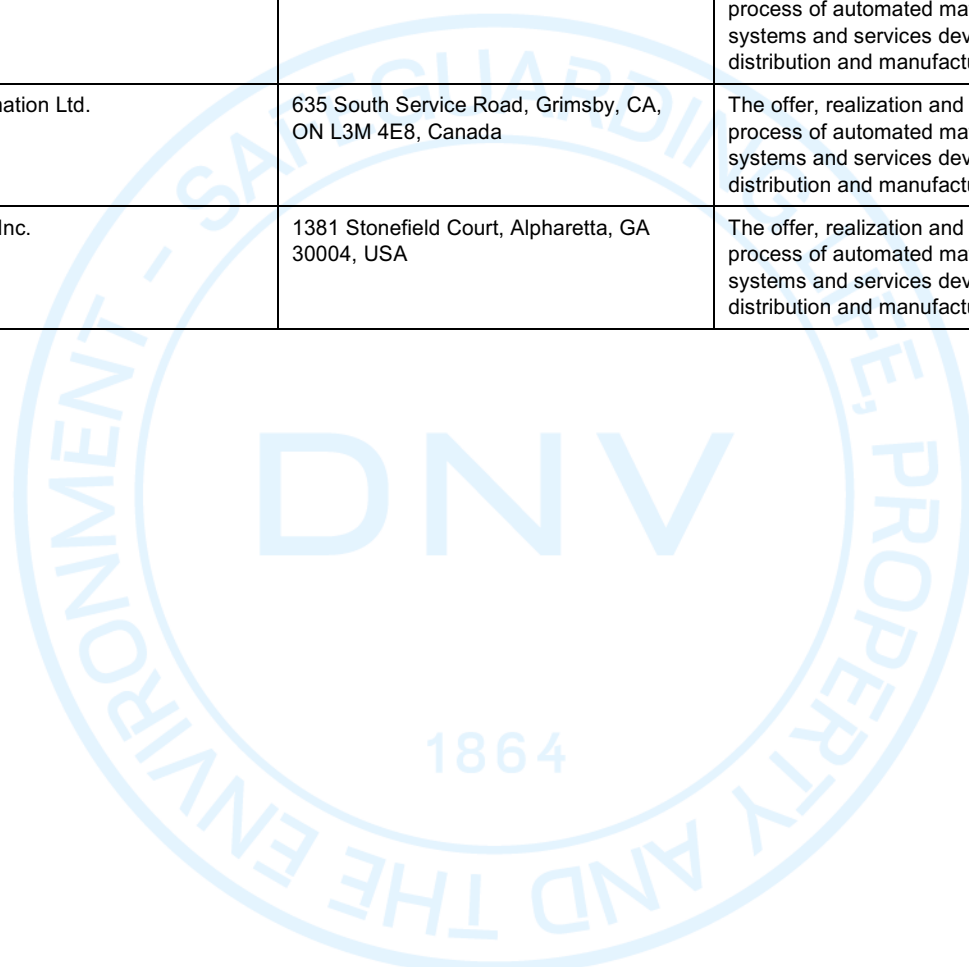 process of automated ma
systems and services dev
distribution and manufactu
nation Ltd.
635 South Service Road, Grimsby, CA,
ON L3M 4E8, Canada
The offer, realization and
process of automated ma
systems and services dev
distribution and manufactu
Inc.
1381 Stonefield Court, Alpharetta, GA
30004, USA
The offer, realization and
process of automated ma
systems and services dev
distribution and manufactu
SAFEGUARDING LIFE, PROPERTY AND THE ENVIRONMENT -
DNV
1864